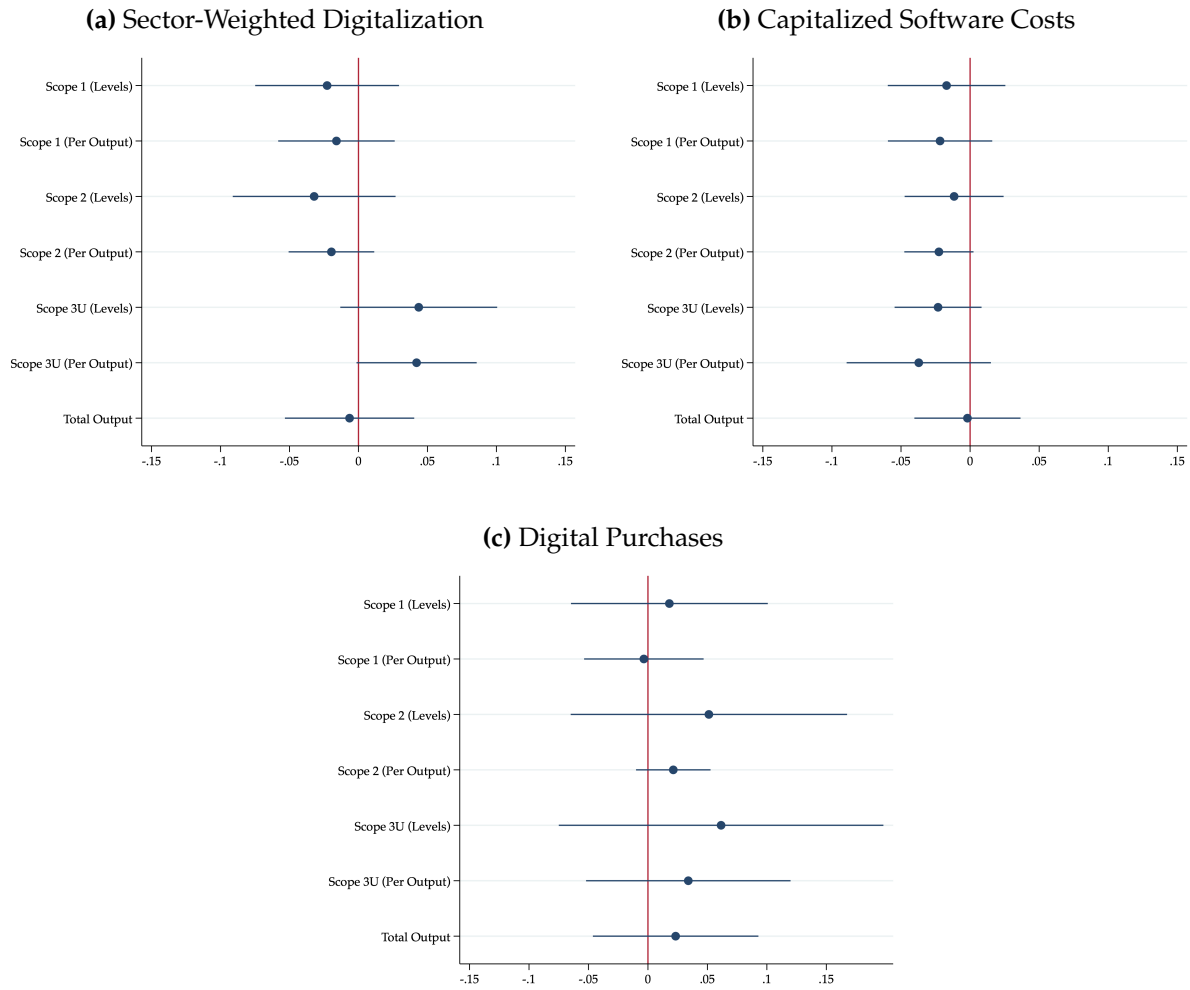 (a) Sector-Weighted Digitalization
Scope 1 (Levels)
Scope 1 (Per Output)
Scope 2 (Levels)
Scope 2 (Per Output)
Scope 3U (Levels)
Scope 3U (Per Output)
Total Output
-.15 -.1 -.05 0 .05 .1 .15
(b) Capitalized Software Costs
Scope 1 (Levels)
Scope 1 (Per Output)
Scope 2 (Levels)
Scope 2 (Per Output)
Scope 3U (Levels)
Scope 3U (Per Output)
Total Output
-.15 -.1 -.05 0 .05 .1 .15
(c) Digital Purchases
Scope 1 (Levels)
Scope 1 (Per Output)
Scope 2 (Levels)
Scope 2 (Per Output)
Scope 3U (Levels)
Scope 3U (Per Output)
Total Output
-.15 -.1 -.05 0 .05 .1 .15